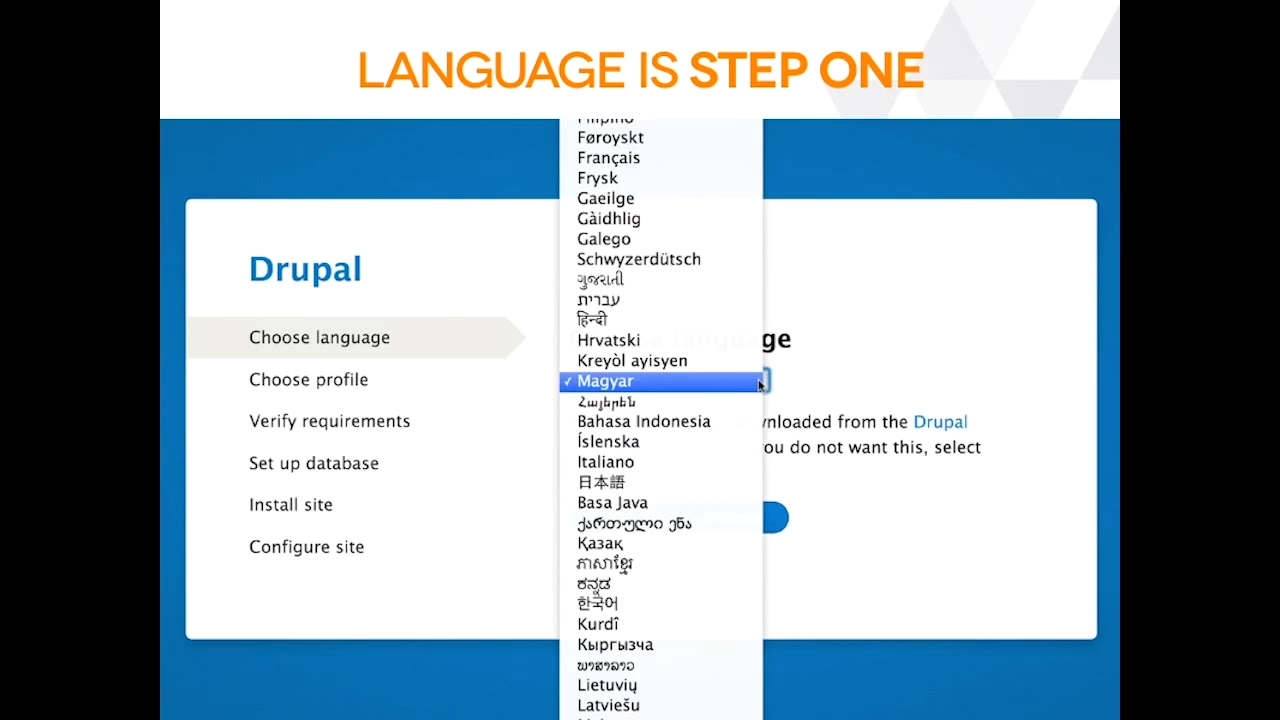 LANGUAGE IS STEP ONE
Drupal
Choose language
Choose profile
Verify requirements
Set up database
Install site
Configure site
Filipino
Føroyskt
Français
Frysk
Gaeilge
Gàidhlig
Galego
Schwyzerdütsch
ગુજરાતી
עברית
हिन्दी
Hrvatski
Kreyòl ayisyen
✓ Magyar
Հայերեն
Bahasa Indonesia
Íslenska
Italiano
日本語
Basa Java
ქართული ენა
Қазақ
ភាសាខ្មែរ
ಕನ್ನಡ
한국어
Kurdî
Кыргызча
ພາສາລາວ
Lietuvių
Latviešu
language
from the Drupal
you do not want this, select